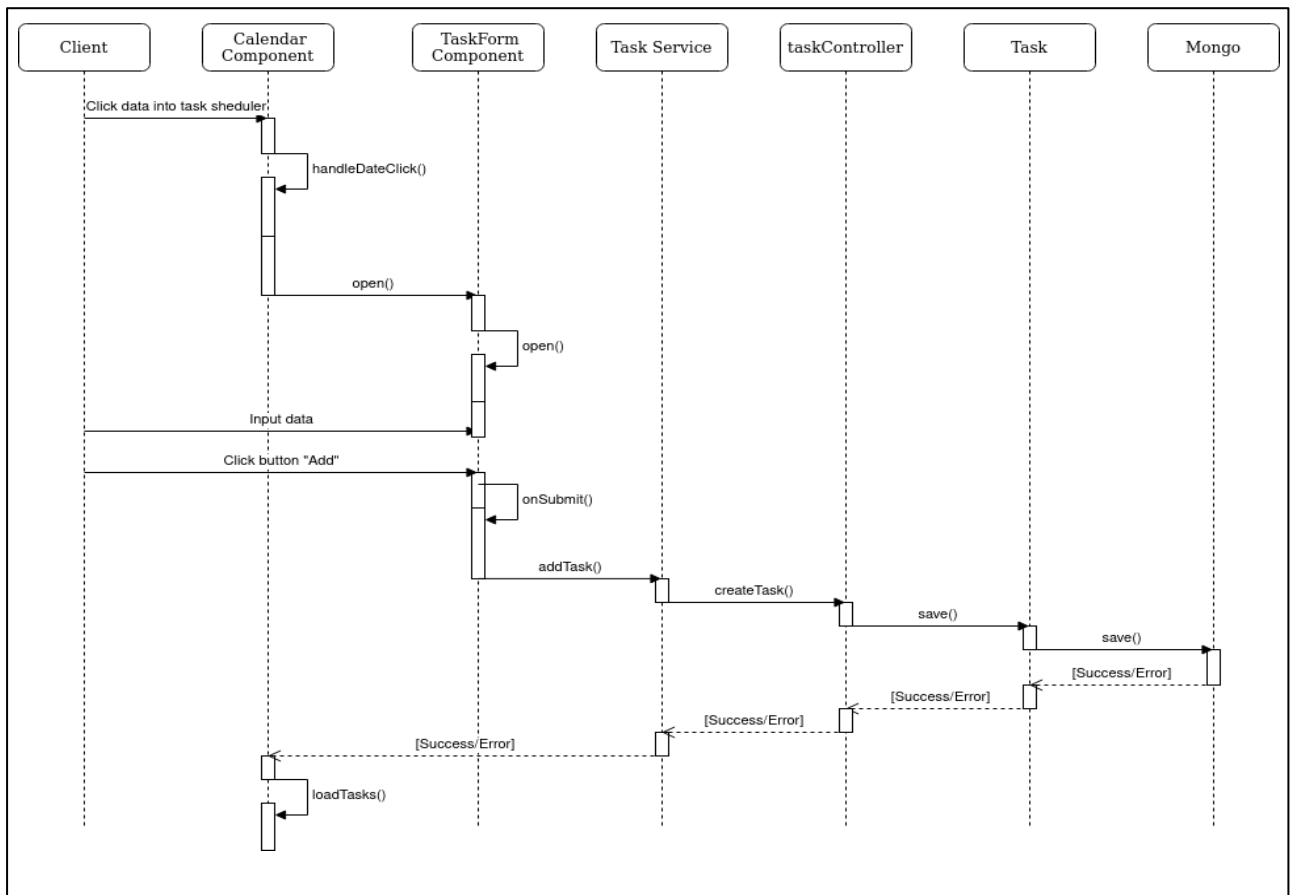 Client
Calendar
Component
TaskForm
Component
Task Service
taskController
Task
Mongo
Click data into task sheduler
handleDateClick()
open()
open()
Input data
Click button "Add"
onSubmit()
addTask()
createTask()
save()
save()
[Success/Error]
[Success/Error]
[Success/Error]
[Success/Error]
loadTasks()